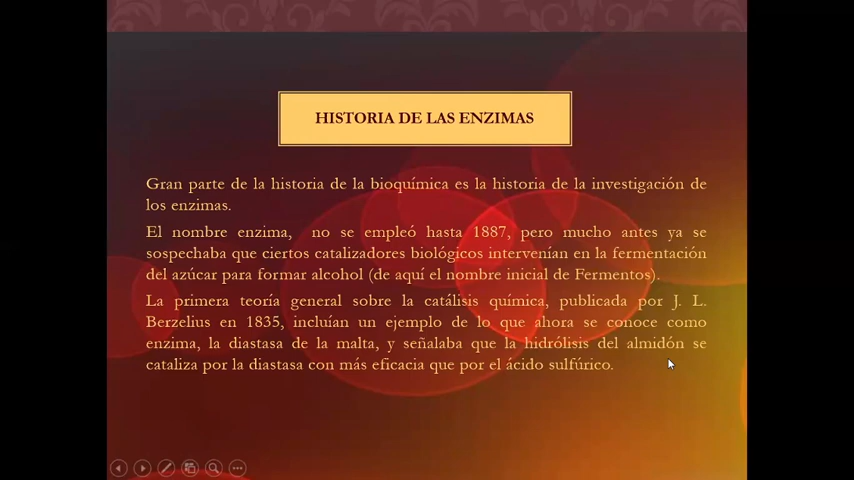 HISTORIA DE LAS ENZIMAS
Gran parte de la historia de la bioquímica es la historia de la investigación de
los enzimas.
El nombre enzima, no se empleó hasta 1887, pero mucho antes ya se
sospechaba que ciertos catalizadores biológicos intervenían en la fermentación
del azúcar para formar alcohol (de aquí el nombre inicial de Fermentos).
La primera teoría general sobre la catálisis química, publicada por J. L.
Berzelius en 1835, incluían un ejemplo de lo que ahora se conoce como
enzima, la diastasa de la malta, y señalaba que la hidrólisis del almidón se
cataliza por la diastasa con más eficacia que por el ácido sulfúrico.